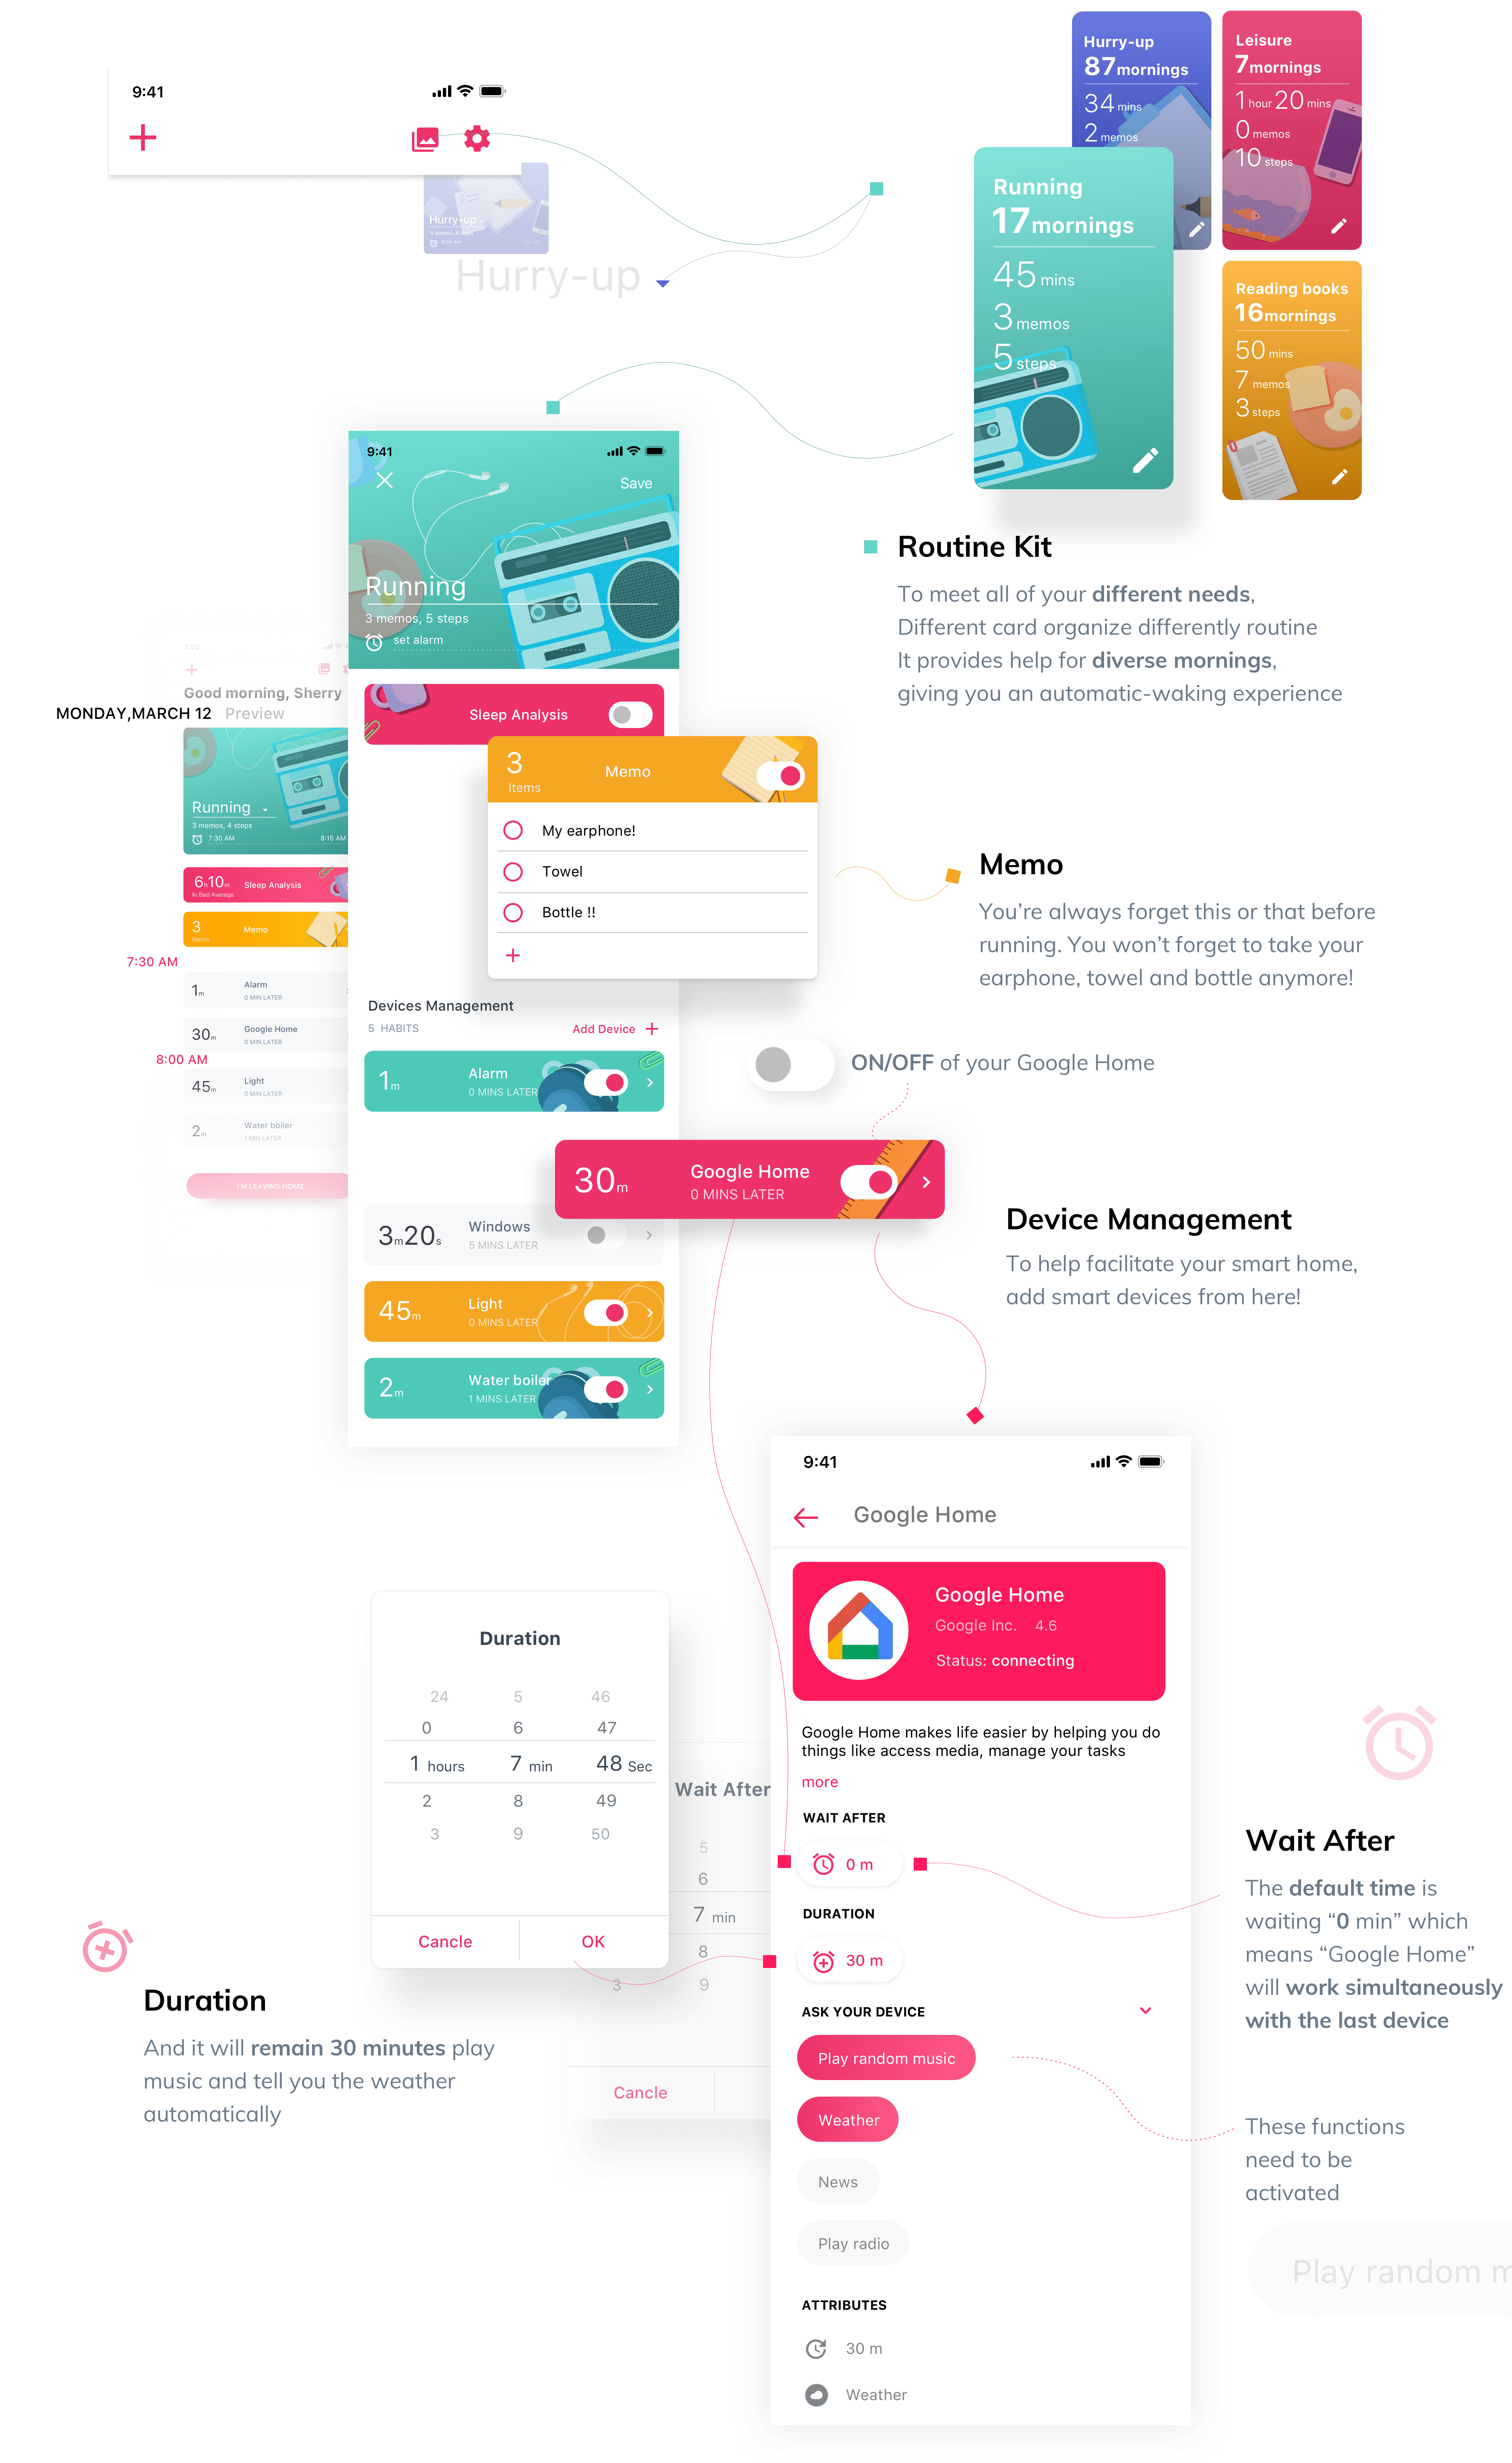 9:41
Hurry-up
4 memos, 8 steps
6:30 AM
Hurry-up
Hurry-up
87mornings
34 mins
2 memos
Leisure
7mornings
1 hour 20 mins
0 memos
10 steps
Running
17mornings
45 mins
3 memos
5 steps
Reading books
16mornings
50 mins
7 memos
3 steps
Routine Kit
To meet all of your different needs,
Different card organize differently routine
It provides help for diverse mornings,
giving you an automatic-waking experience
9:41
Save
Running
3 memos, 5 steps
set alarm
Sleep Analysis
3
Items
Memo
My earphone!
Towel
Bottle !!
Memo
You’re always forget this or that before
running. You won’t forget to take your
earphone, towel and bottle anymore!
7:30
Good morning, Sherry
MONDAY,MARCH 12
Preview
Running
3 memos, 4 steps
7:30 AM
8:15 AM
6h10m
In Bed Average
Sleep Analysis
3
Items
Memo
7:30 AM
1m
Alarm
0 MIN LATER
30m
Google Home
0 MIN LATER
8:00 AM
45m
Light
0 MIN LATER
2m
Water boiler
1 MIN LATER
I'M LEAVING HOME
Devices Management
5 HABITS
Add Device
1m
Alarm
0 MINS LATER
ON/OFF of your Google Home
30m
Google Home
0 MINS LATER
3m20s
Windows
5 MINS LATER
45m
Light
0 MINS LATER
2m
Water boiler
1 MINS LATER
Device Management
To help facilitate your smart home,
add smart devices from here!
9:41
Google Home
Google Home
Google Inc. 4.6
Status: connecting
Google Home makes life easier by helping you do
things like access media, manage your tasks
more
WAIT AFTER
0 m
DURATION
30 m
ASK YOUR DEVICE
Play random music
Weather
News
Play radio
ATTRIBUTES
30 m
Weather
Duration
24 5 46
0 6 47
1 hours 7 min 48 Sec
2 8 49
3 9 50
Cancle
OK
Wait After
5
6
7 min
8
3 9
Cancle
Duration
And it will remain 30 minutes play
music and tell you the weather
automatically
Wait After
The default time is
waiting “0 min” which
means “Google Home”
will work simultaneously
with the last device
These functions
need to be
activated
Play random m